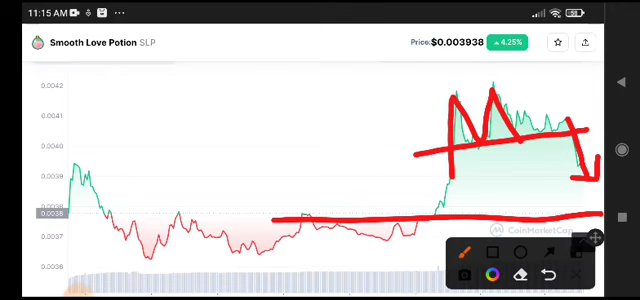 11:15 AM
Smooth Love Potion SLP
Price: $0.003938 4.25%
0.0042
0.0041
0.0040
0.0039
0.0038
0.0038
0.0037
0.0036
CoinMarketCap